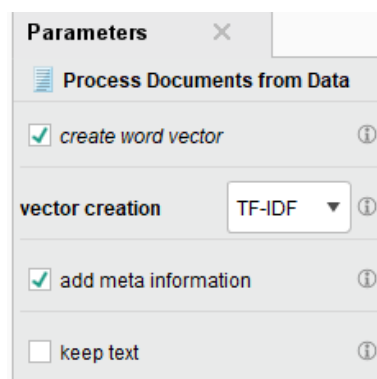 Parameters
Process Documents from Data
create word vector
vector creation TF-IDF
add meta information
keep text